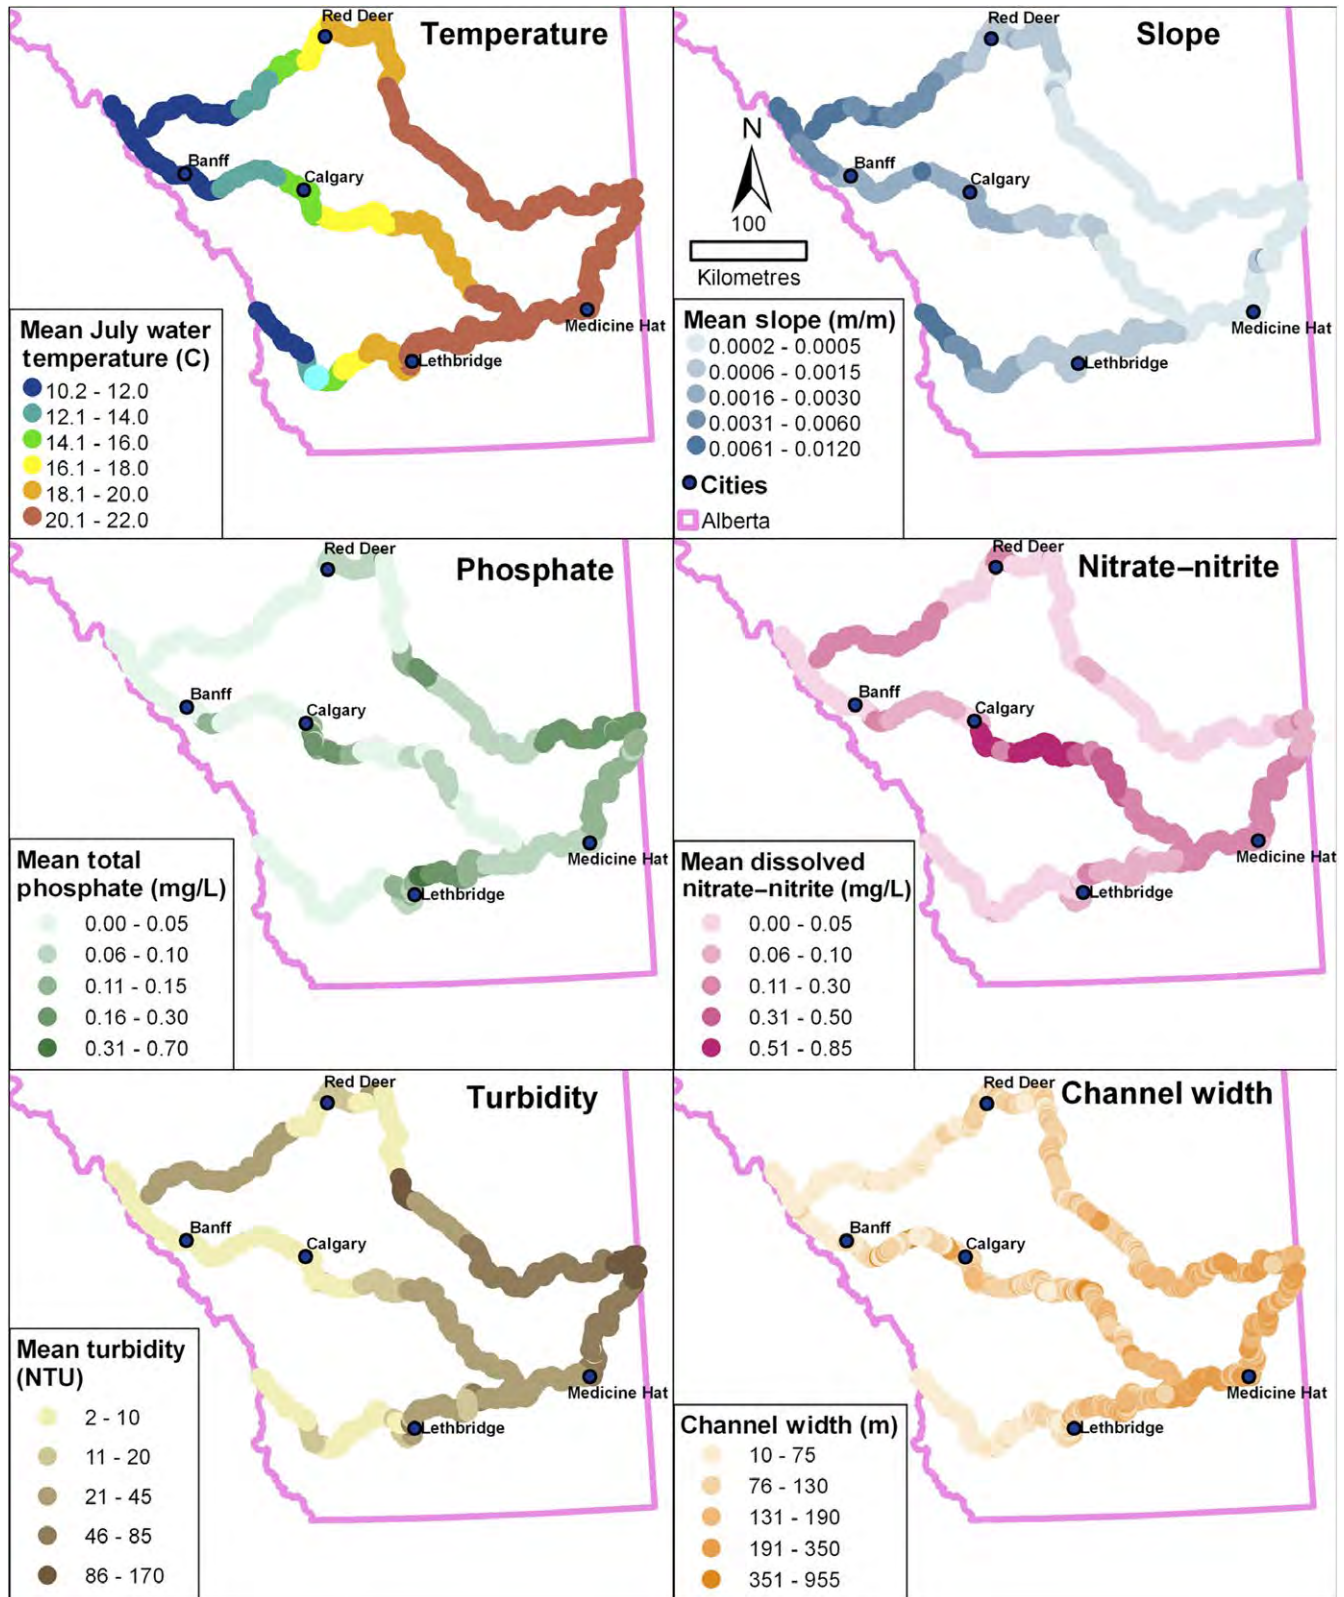 Temperature
Red Deer
Banff
Calgary
Medicine Hat
Lethbridge
Mean July water
temperature (C)
10.2 - 12.0
12.1 - 14.0
14.1 - 16.0
16.1 - 18.0
18.1 - 20.0
20.1 - 22.0
Slope
Red Deer
Banff
Calgary
N
100
Kilometres
Medicine Hat
Lethbridge
Mean slope (m/m)
0.0002 - 0.0005
0.0006 - 0.0015
0.0016 - 0.0030
0.0031 - 0.0060
0.0061 - 0.0120
Cities
Alberta
Phosphate
Red Deer
Banff
Calgary
Medicine Hat
Lethbridge
Mean total
phosphate (mg/L)
0.00 - 0.05
0.06 - 0.10
0.11 - 0.15
0.16 - 0.30
0.31 - 0.70
Nitrate–nitrite
Red Deer
Banff
Calgary
Medicine Hat
Lethbridge
Mean dissolved
nitrate–nitrite (mg/L)
0.00 - 0.05
0.06 - 0.10
0.11 - 0.30
0.31 - 0.50
0.51 - 0.85
Turbidity
Red Deer
Banff
Calgary
Medicine Hat
Lethbridge
Mean turbidity
(NTU)
2 - 10
11 - 20
21 - 45
46 - 85
86 - 170
Channel width
Red Deer
Banff
Calgary
Medicine Hat
Lethbridge
Channel width (m)
10 - 75
76 - 130
131 - 190
191 - 350
351 - 955